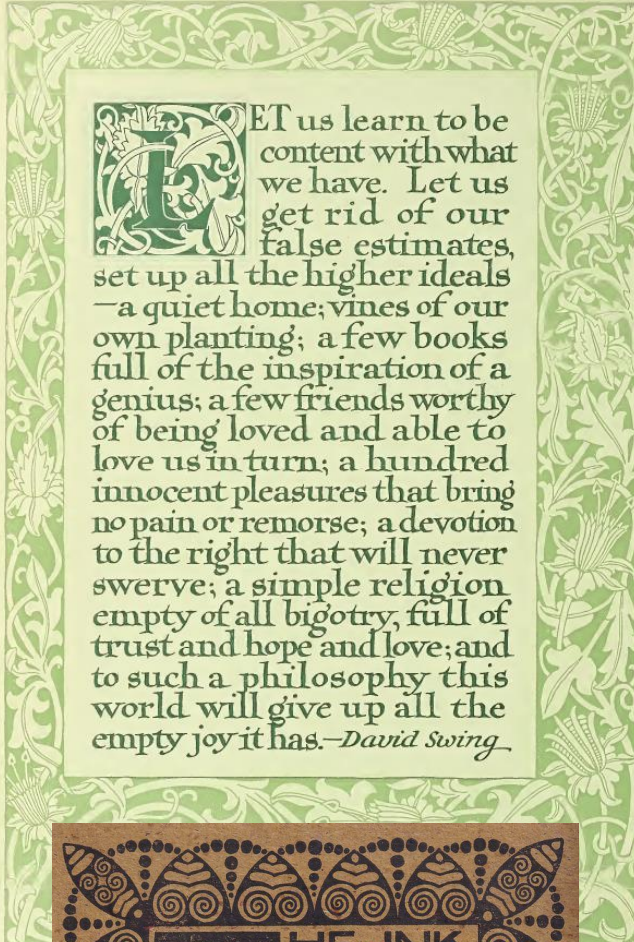 LET us learn to be
content with what
we have. Let us
get rid of our
false estimates,
set up all the higher ideals
—a quiet home; vines of our
own planting; a few books
full of the inspiration of a
genius; a few friends worthy
of being loved and able to
love us in turn; a hundred
innocent pleasures that bring
no pain or remorse; a devotion
to the right that will never
swerve; a simple religion
empty of all bigotry, full of
trust and hope and love; and
to such a philosophy this
world will give up all the
empty joy it has.—David Swing
HE INK